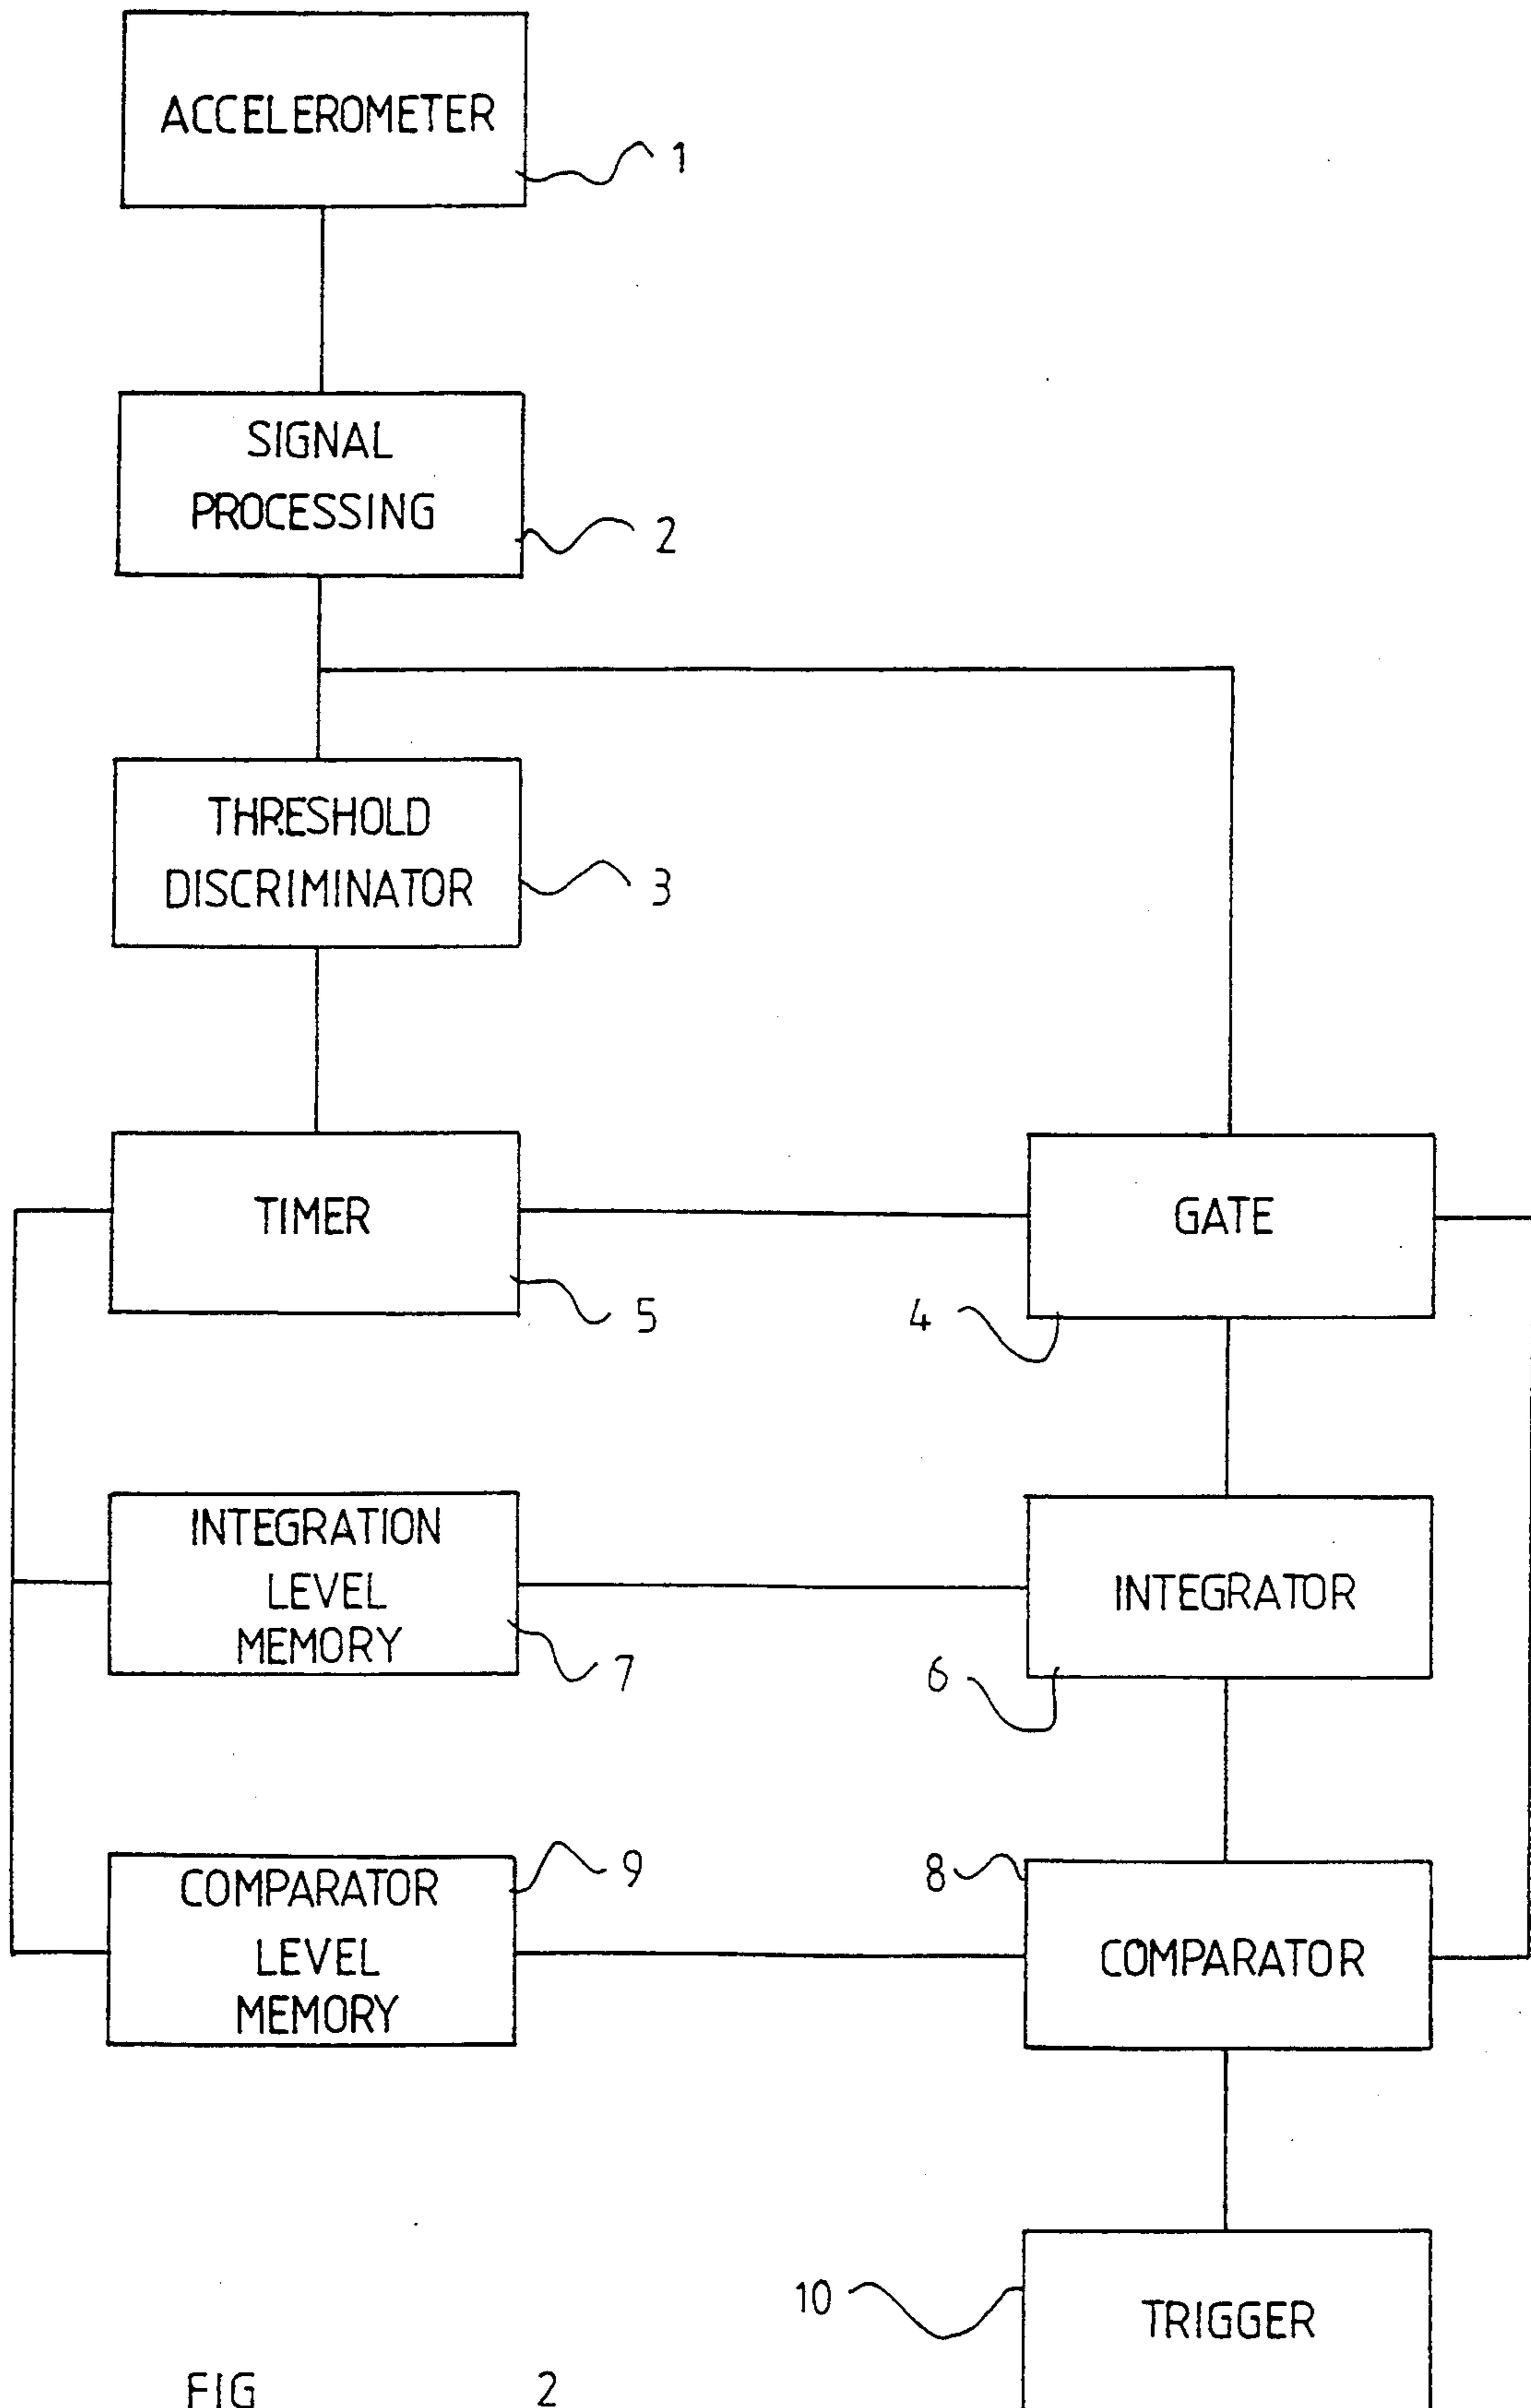 ACCELEROMETER
1
SIGNAL
PROCESSING
2
THRESHOLD
DISCRIMINATOR
3
TIMER
5
GATE
4
INTEGRATION
LEVEL
MEMORY
7
INTEGRATOR
6
COMPARATOR
LEVEL
MEMORY
9
COMPARATOR
8
TRIGGER
10
FIG 2